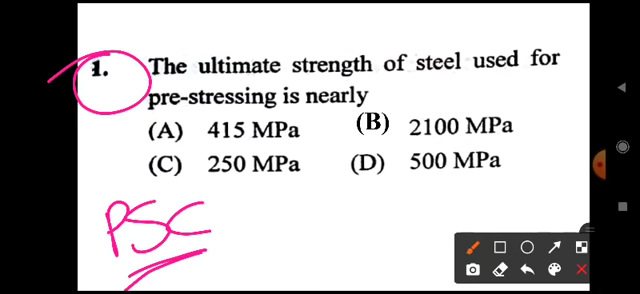 1. The ultimate strength of steel used for
pre-stressing is nearly
(A) 415 MPa (B) 2100 MPa
(C) 250 MPa (D) 500 MPa
PSC